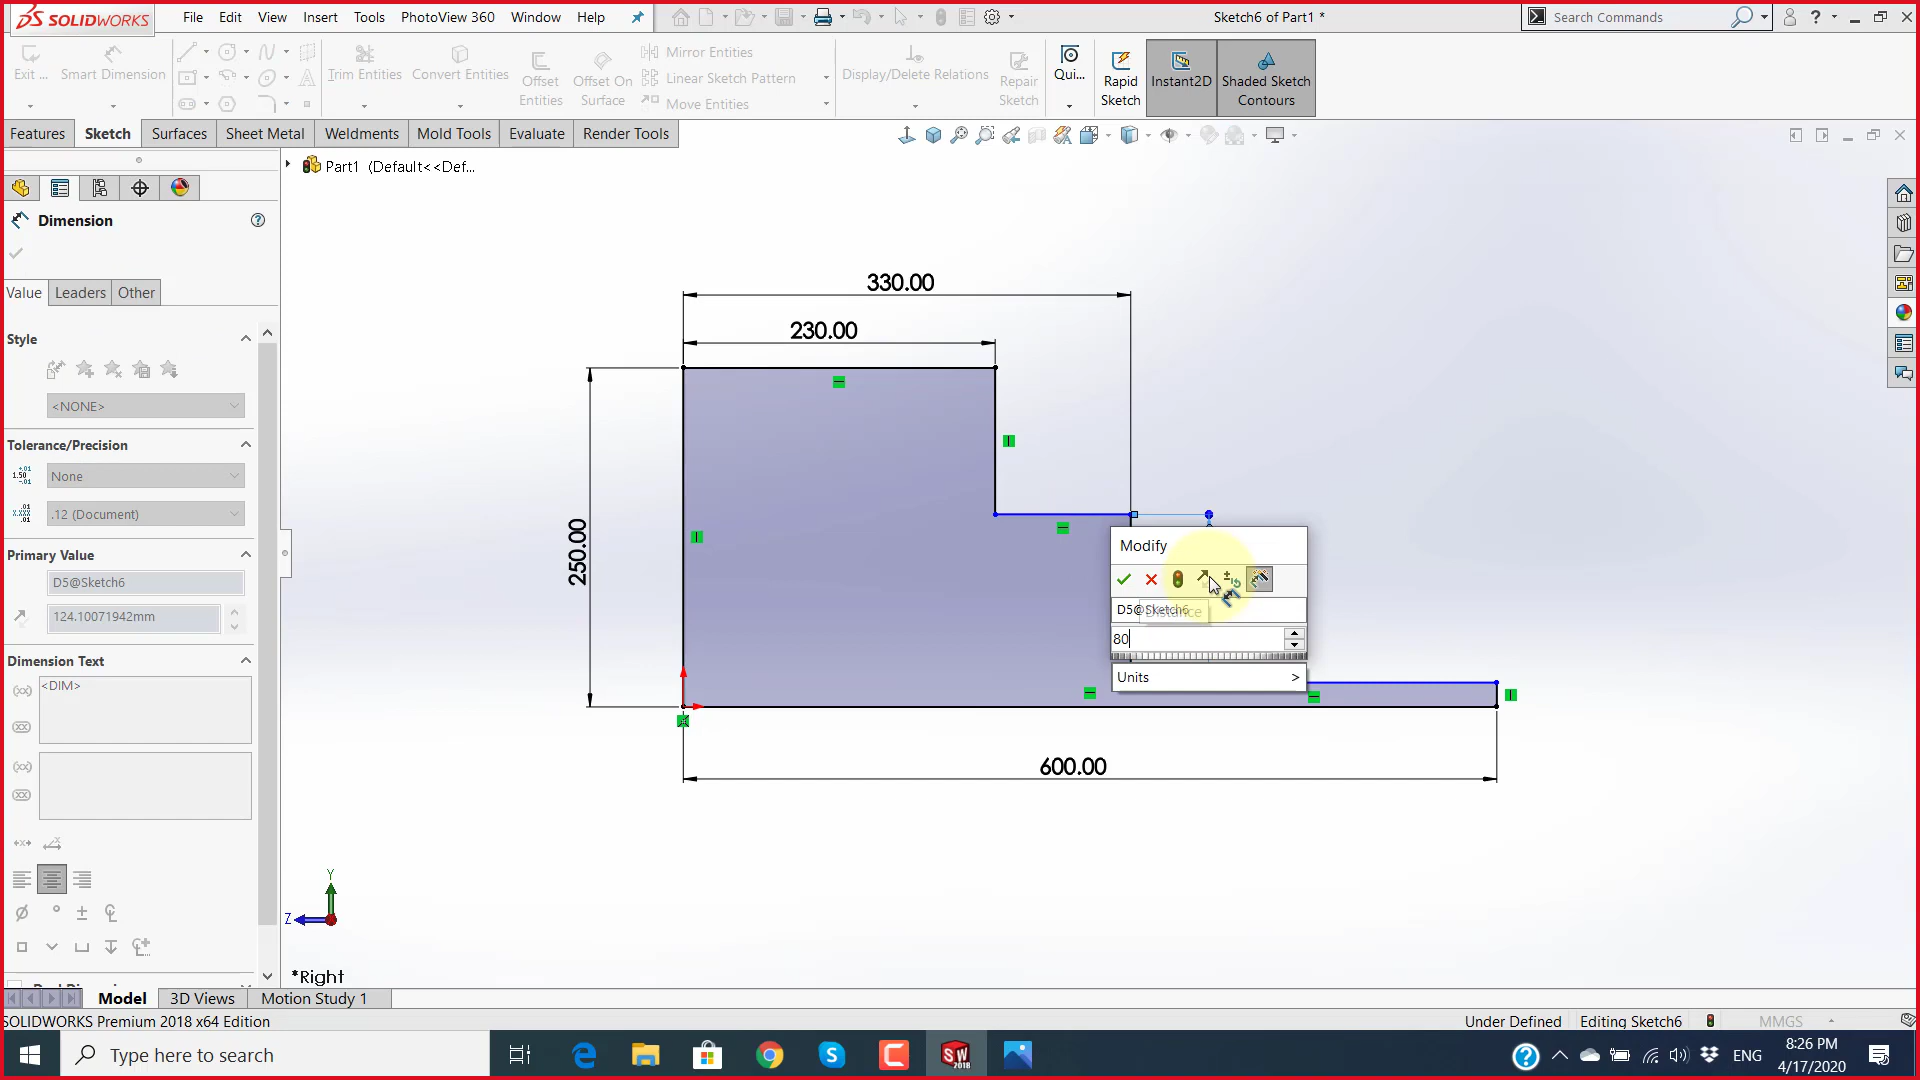 SOLIDWORKS File Edit View Insert Tools PhotoView 360 Window Help Sketch6 of Part1 * Search Commands ?
Exit ... Smart Dimension Trim Entities Convert Entities Offset Entities Offset On Surface Mirror Entities Linear Sketch Pattern Move Entities Display/Delete Relations Repair Sketch Qui... Rapid Sketch Instant2D Shaded Sketch Contours
Features Sketch Surfaces Sheet Metal Weldments Mold Tools Evaluate Render Tools
Part1 (Default<<Def...
Dimension
Value Leaders Other
Style
<NONE>
Tolerance/Precision
None
.12 (Document)
Primary Value
D5@Sketch6
124.10071942mm
Dimension Text
<DIM>
330.00
230.00
250.00
600.00
Modify
D5@Sketch6
Distance
80
Units >
Y
Z
*Right
Model 3D Views Motion Study 1
SOLIDWORKS Premium 2018 x64 Edition Under Defined Editing Sketch6 MMGS
Type here to search
SW 2018
ENG
8:26 PM
4/17/2020